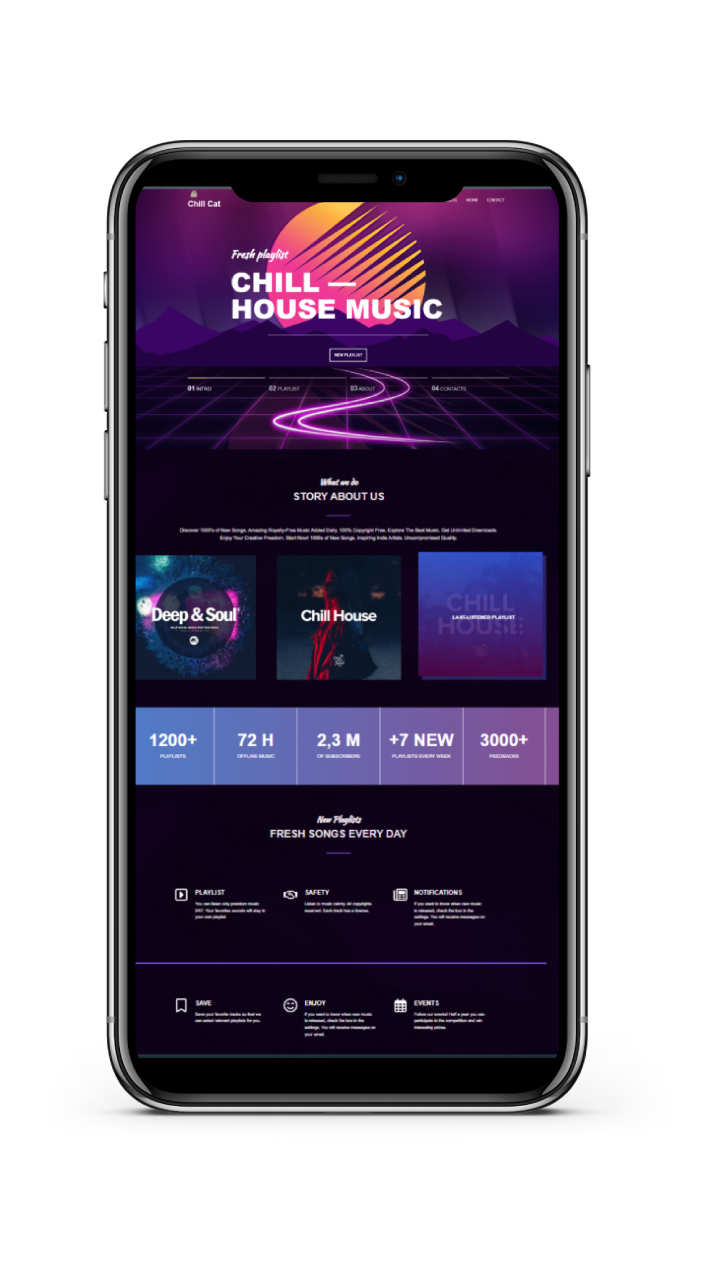 Chill Cat
WORK CONTACT
Fresh playlist
CHILL —
HOUSE MUSIC
NEW PLAYLIST
01 INTRO 02 PLAYLIST 03 ABOUT 04 CONTACTS
What we do
STORY ABOUT US
Discover 1000's of New Songs. Amazing Royalty-Free Music Added Daily. 100% Copyright Free. Explore The Best Music. Get Unlimited Downloads.
Enjoy Your Creative Freedom. Start Now! 1000s of New Songs. Inspiring Indie Artists. Uncompromised Quality.
Deep & Soul
Chill House
CHILL
HOUSE
LAST-LISTENED PLAYLIST
1200+ 72 H 2,3 M +7 NEW 3000+
PLAYLISTS OFFLINE MUSIC OF SUBSCRIBERS PLAYLISTS EVERY WEEK FEEDBACKS
New Playlists
FRESH SONGS EVERY DAY
PLAYLIST
You can listen only premium music
24/7. Your favorites sounds will stay in
your own playlist
SAFETY
Listen to music calmly. All copyrights
reserved. Each track has a licence.
NOTIFICATIONS
If you want to know when new music
is released, check the box in the
settings. You will receive messages on
your email.
SAVE
Save your favorite tracks so that we
can select relevant playlists for you.
ENJOY
If you want to know when new music
is released, check the box in the
settings. You will receive messages on
your email.
EVENTS
Follow our events! Half a year you can
participate in the competition and win
interesting prizes.